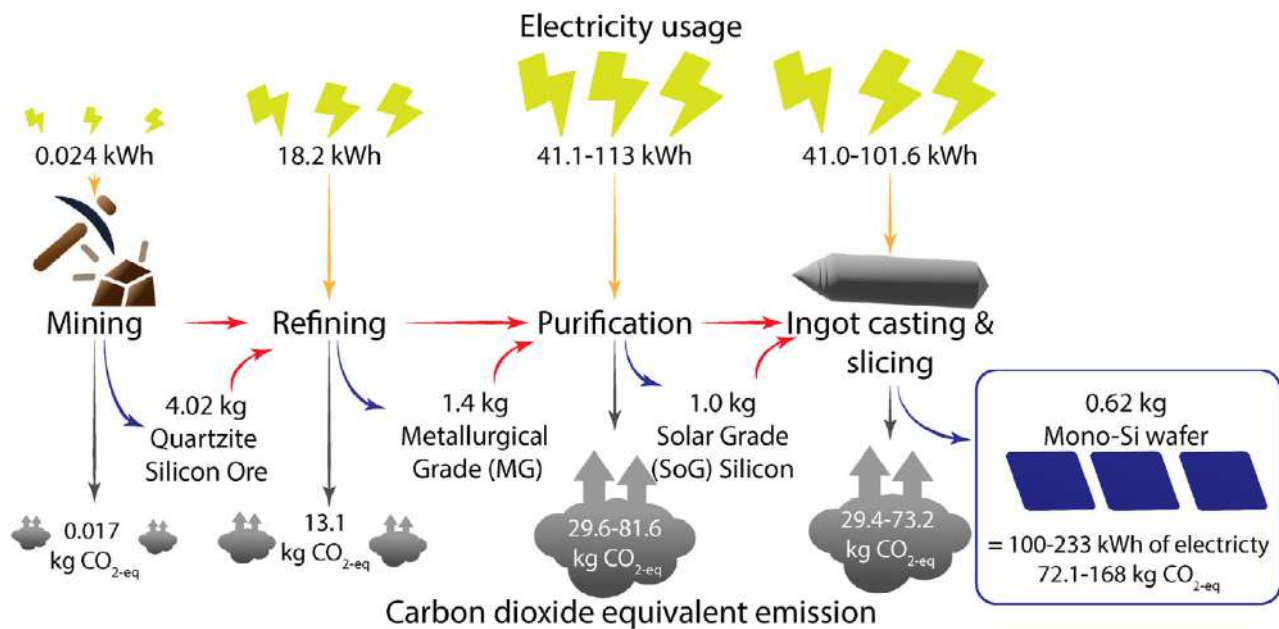 Electricity usage
0.024 kWh
18.2 kWh
41.1-113 kWh
41.0-101.6 kWh
Mining
Refining
Purification
Ingot casting &
slicing
4.02 kg
Quartzite
Silicon Ore
1.4 kg
Metallurgical
Grade (MG)
1.0 kg
Solar Grade
(SoG) Silicon
0.62 kg
Mono-Si wafer
= 100-233 kWh of electricty
72.1-168 kg CO2-eq
0.017
kg CO2-eq
13.1
kg CO2-eq
29.6-81.6
kg CO2-eq
29.4-73.2
kg CO2-eq
Carbon dioxide equivalent emission